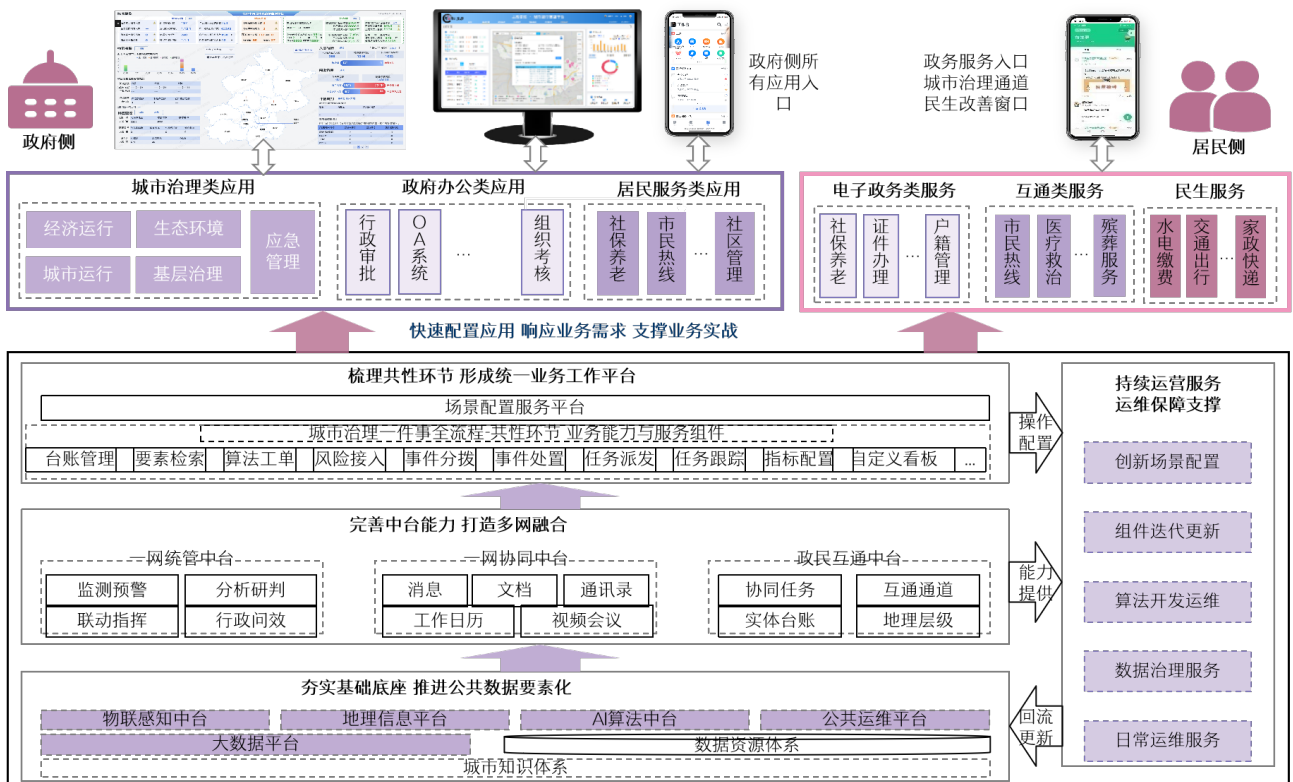 政府侧
政府侧所
有应用入
口
政务服务入口
城市治理通道
民生改善窗口
居民侧
城市治理类应用
经济运行
生态环境
城市运行
基层治理
应急
管理
政府办公类应用
行政审批
OA系统
...
组织考核
居民服务类应用
社保养老
市民热线
...
社区管理
电子政务类服务
社保养老
证件办理
...
户籍管理
互通类服务
市民热线
医疗救治
...
殡葬服务
民生服务
水电缴费
交通出行
...
家政快递
快速配置应用 响应业务需求 支撑业务实战
梳理共性环节 形成统一业务工作平台
场景配置服务平台
城市治理一件事全流程-共性环节 业务能力与服务组件
台账管理
要素检索
算法工单
风险接入
事件分拨
事件处置
任务派发
任务跟踪
指标配置
自定义看板
...
操作
配置
完善中台能力 打造多网融合
一网统管中台
监测预警
分析研判
联动指挥
行政问效
一网协同中台
消息
文档
通讯录
工作日历
视频会议
政民互通中台
协同任务
互通通道
实体台账
地理层级
能力
提供
夯实基础底座 推进公共数据要素化
物联感知中台
地理信息平台
AI算法中台
公共运维平台
大数据平台
数据资源体系
城市知识体系
回流
更新
持续运营服务
运维保障支撑
创新场景配置
组件迭代更新
算法开发运维
数据治理服务
日常运维服务